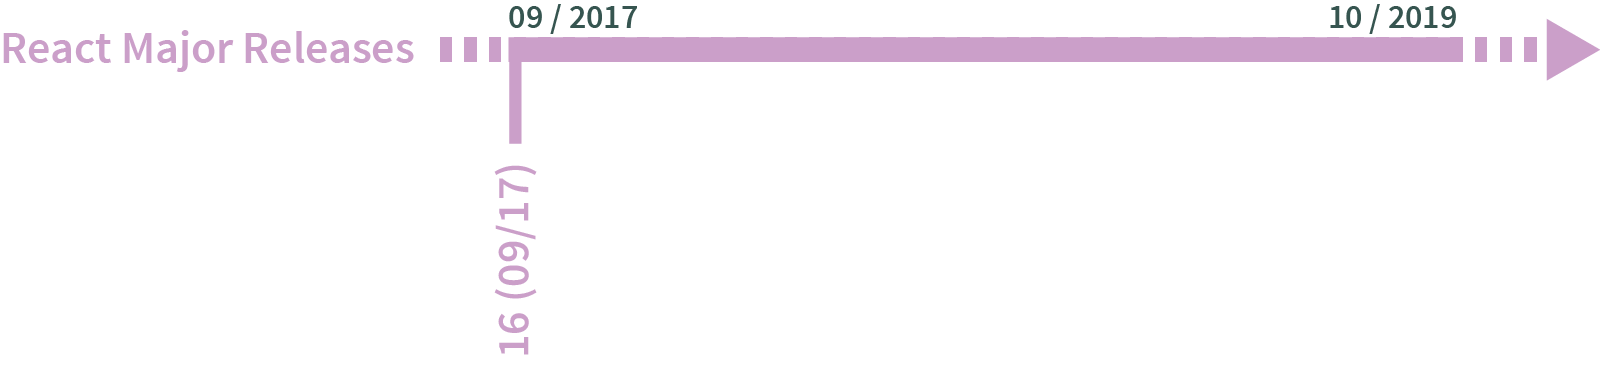 09 / 2017
10 / 2019
React Major Releases
16 (09/17)